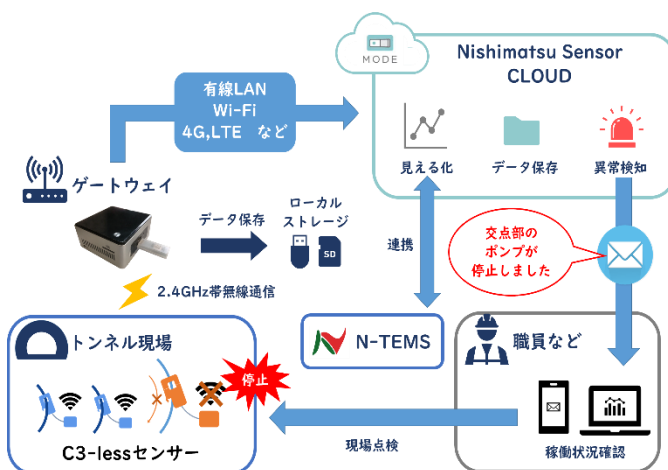 MODE
Nishimatsu Sensor
CLOUD
有線LAN
Wi-Fi
4G,LTE など
見える化
データ保存
異常検知
ゲートウェイ
データ保存
ローカル
ストレージ
SD
連携
交点部の
ポンプが
停止しました
2.4GHz帯無線通信
トンネル現場
停止
C3-lessセンサー
N-TEMS
職員など
現場点検
稼働状況確認